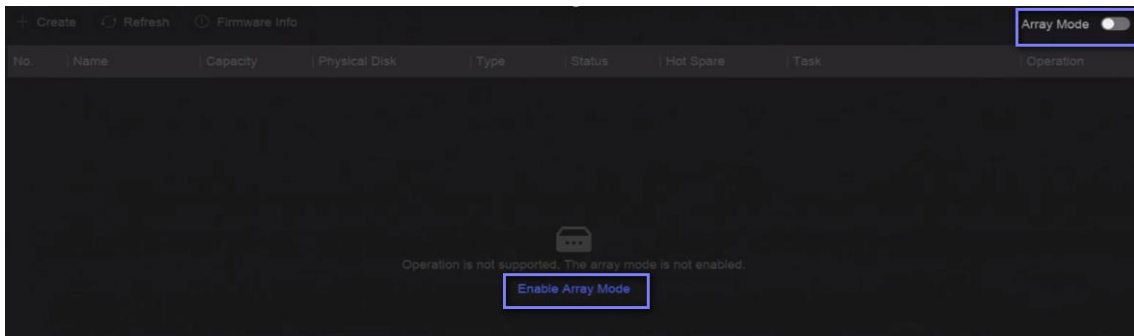 Create Refresh Firmware Info Array Mode
No. Name Capacity Physical Disk Type Status Hot Spare Task Operation
Operation is not supported. The array mode is not enabled.
Enable Array Mode